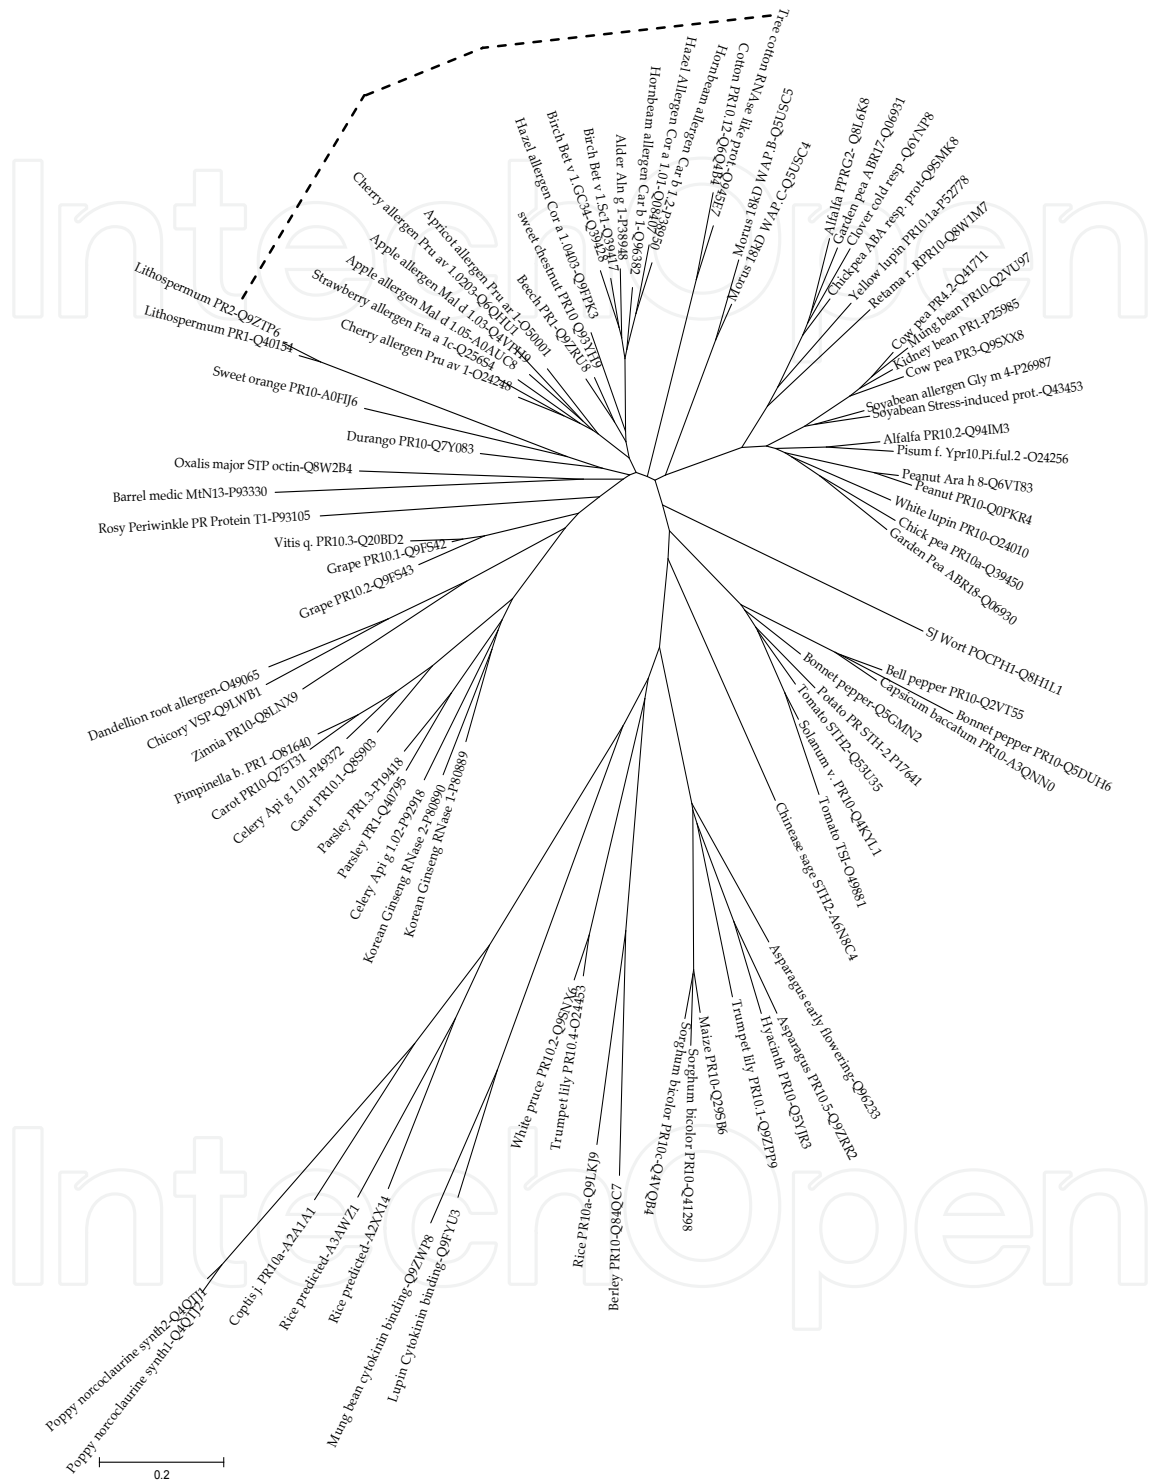 Tree cotton RNAse like prot.-Q945E7
Cotton PR10.12-Q6Q4B4
Hornbeam allergen Car b 1.2-P38950
Hazel Allergen Cor a 1.01-Q08407
Hornbeam allergen Car b 1-Q96382
Alder Aln g 1-P38948
Birch Bet v 1.Sc1-Q39417
Birch Bet v 1.GC34-Q39428
Hazel allergen Cor a 1.0403-Q9FPK3
sweet chestnut PR10 Q93YH9
Beech PR1-Q9ZRU8
Apricot allergen Pru ar 1-O50001
Cherry allergen Pru av 1.0203-Q6QHU1
Apple allergen Mal d 1.03-Q4VPH9
Apple allergen Mal d 1.05-A0AUC8
Strawberry allergen Fra a 1c-Q256S4
Cherry allergen Pru av 1-O24248
Lithospermum PR2-Q9ZTP6
Lithospermum PR1-Q40154
Sweet orange PR10-A0FIJ6
Durango PR10-Q7Y083
Oxalis major STP octin-Q8W2B4
Barrel medic MtN13-P93330
Rosy Periwinkle PR Protein T1-P93105
Vitis q. PR10.3-Q20BD2
Grape PR10.1-Q9FS42
Grape PR10.2-Q9FS43
Dandellion root allergen-O49065
Chicory VSP-Q9LWB1
Zinnia PR10-Q8LNX9
Pimpinella b. PR1 -O81640
Carot PR10-Q75T31
Celery Api g 1.01-P49372
Carot PR10.1-Q8S903
Parsley PR1.3-P19418
Parsley PR1-Q40795
Celery Api g 1.02-P92918
Korean Ginseng RNase 2-P80890
Korean Ginseng RNase 1-P80889
Poppy norcoclaurine synth2-Q4QTJ1
Poppy norcoclaurine synth1-Q4QTJ2
Coptis j. PR10a-A2A1A1
Rice predicted-A3AWZ1
Rice predicted-A2XX14
Mung bean cytokinin binding-Q9ZWP8
Lupin Cytokinin binding-Q9FYU3
White pruce PR10.2-Q9SNX6
Trumpet lily PR10.4-O24453
Rice PR10a-Q9LKJ9
Berley PR10-Q84QC7
Sorghum bicolor PR10c-Q4VQB4
Sorghum bicolor PR10-Q41298
Maize PR10-Q29SB6
Trumpet lily PR10.1-Q9ZPP9
Hyacinth PR10-Q5YJR3
Asparagus PR10.5-Q9ZRR2
Asparagus early flowering-Q96233
Chinease sage STH2-A6N8C4
Tomato TSI-O49881
Solanum v. PR10-Q4KYL1
Tomato STH2-Q53U35
Potato PR STH-2 P17641
Bonnet pepper-Q5GMN2
Capsicum baccatum PR10-A3QNN0
Bonnet pepper PR10-Q5DUH6
Bell pepper PR10-Q2VT55
SJ Wort POCPH1-Q8H1L1
Garden Pea ABR18-Q06930
Chick pea PR10a-Q39450
White lupin PR10-O24010
Peanut PR10-Q0PKR4
Peanut Ara h 8-Q6VT83
Pisum f. Ypr10.Pi.ful.2 -O24256
Alfalfa PR10.2-Q94IM3
Soyabean Stress-induced prot.-Q43453
Soyabean allergen Gly m 4-P26987
Cow pea PR3-Q9SXX8
Kidney bean PR1-P25985
Mung bean PR10-Q2VU97
Cow pea PR4.2-Q41711
Retama r. RPR10-Q8W1M7
Yellow lupin PR10.1a-P52778
Chickpea ABA resp. prot-Q9SMK8
Clover cold resp -Q6YNP8
Garden pea ABR17-Q06931
Alfalfa PPRG2- Q8L6K8
Morus 18kD WAP.C-Q5USC4
Morus 18kD WAP.B-Q5USC5
0.2
IntechOpen
IntechOpen